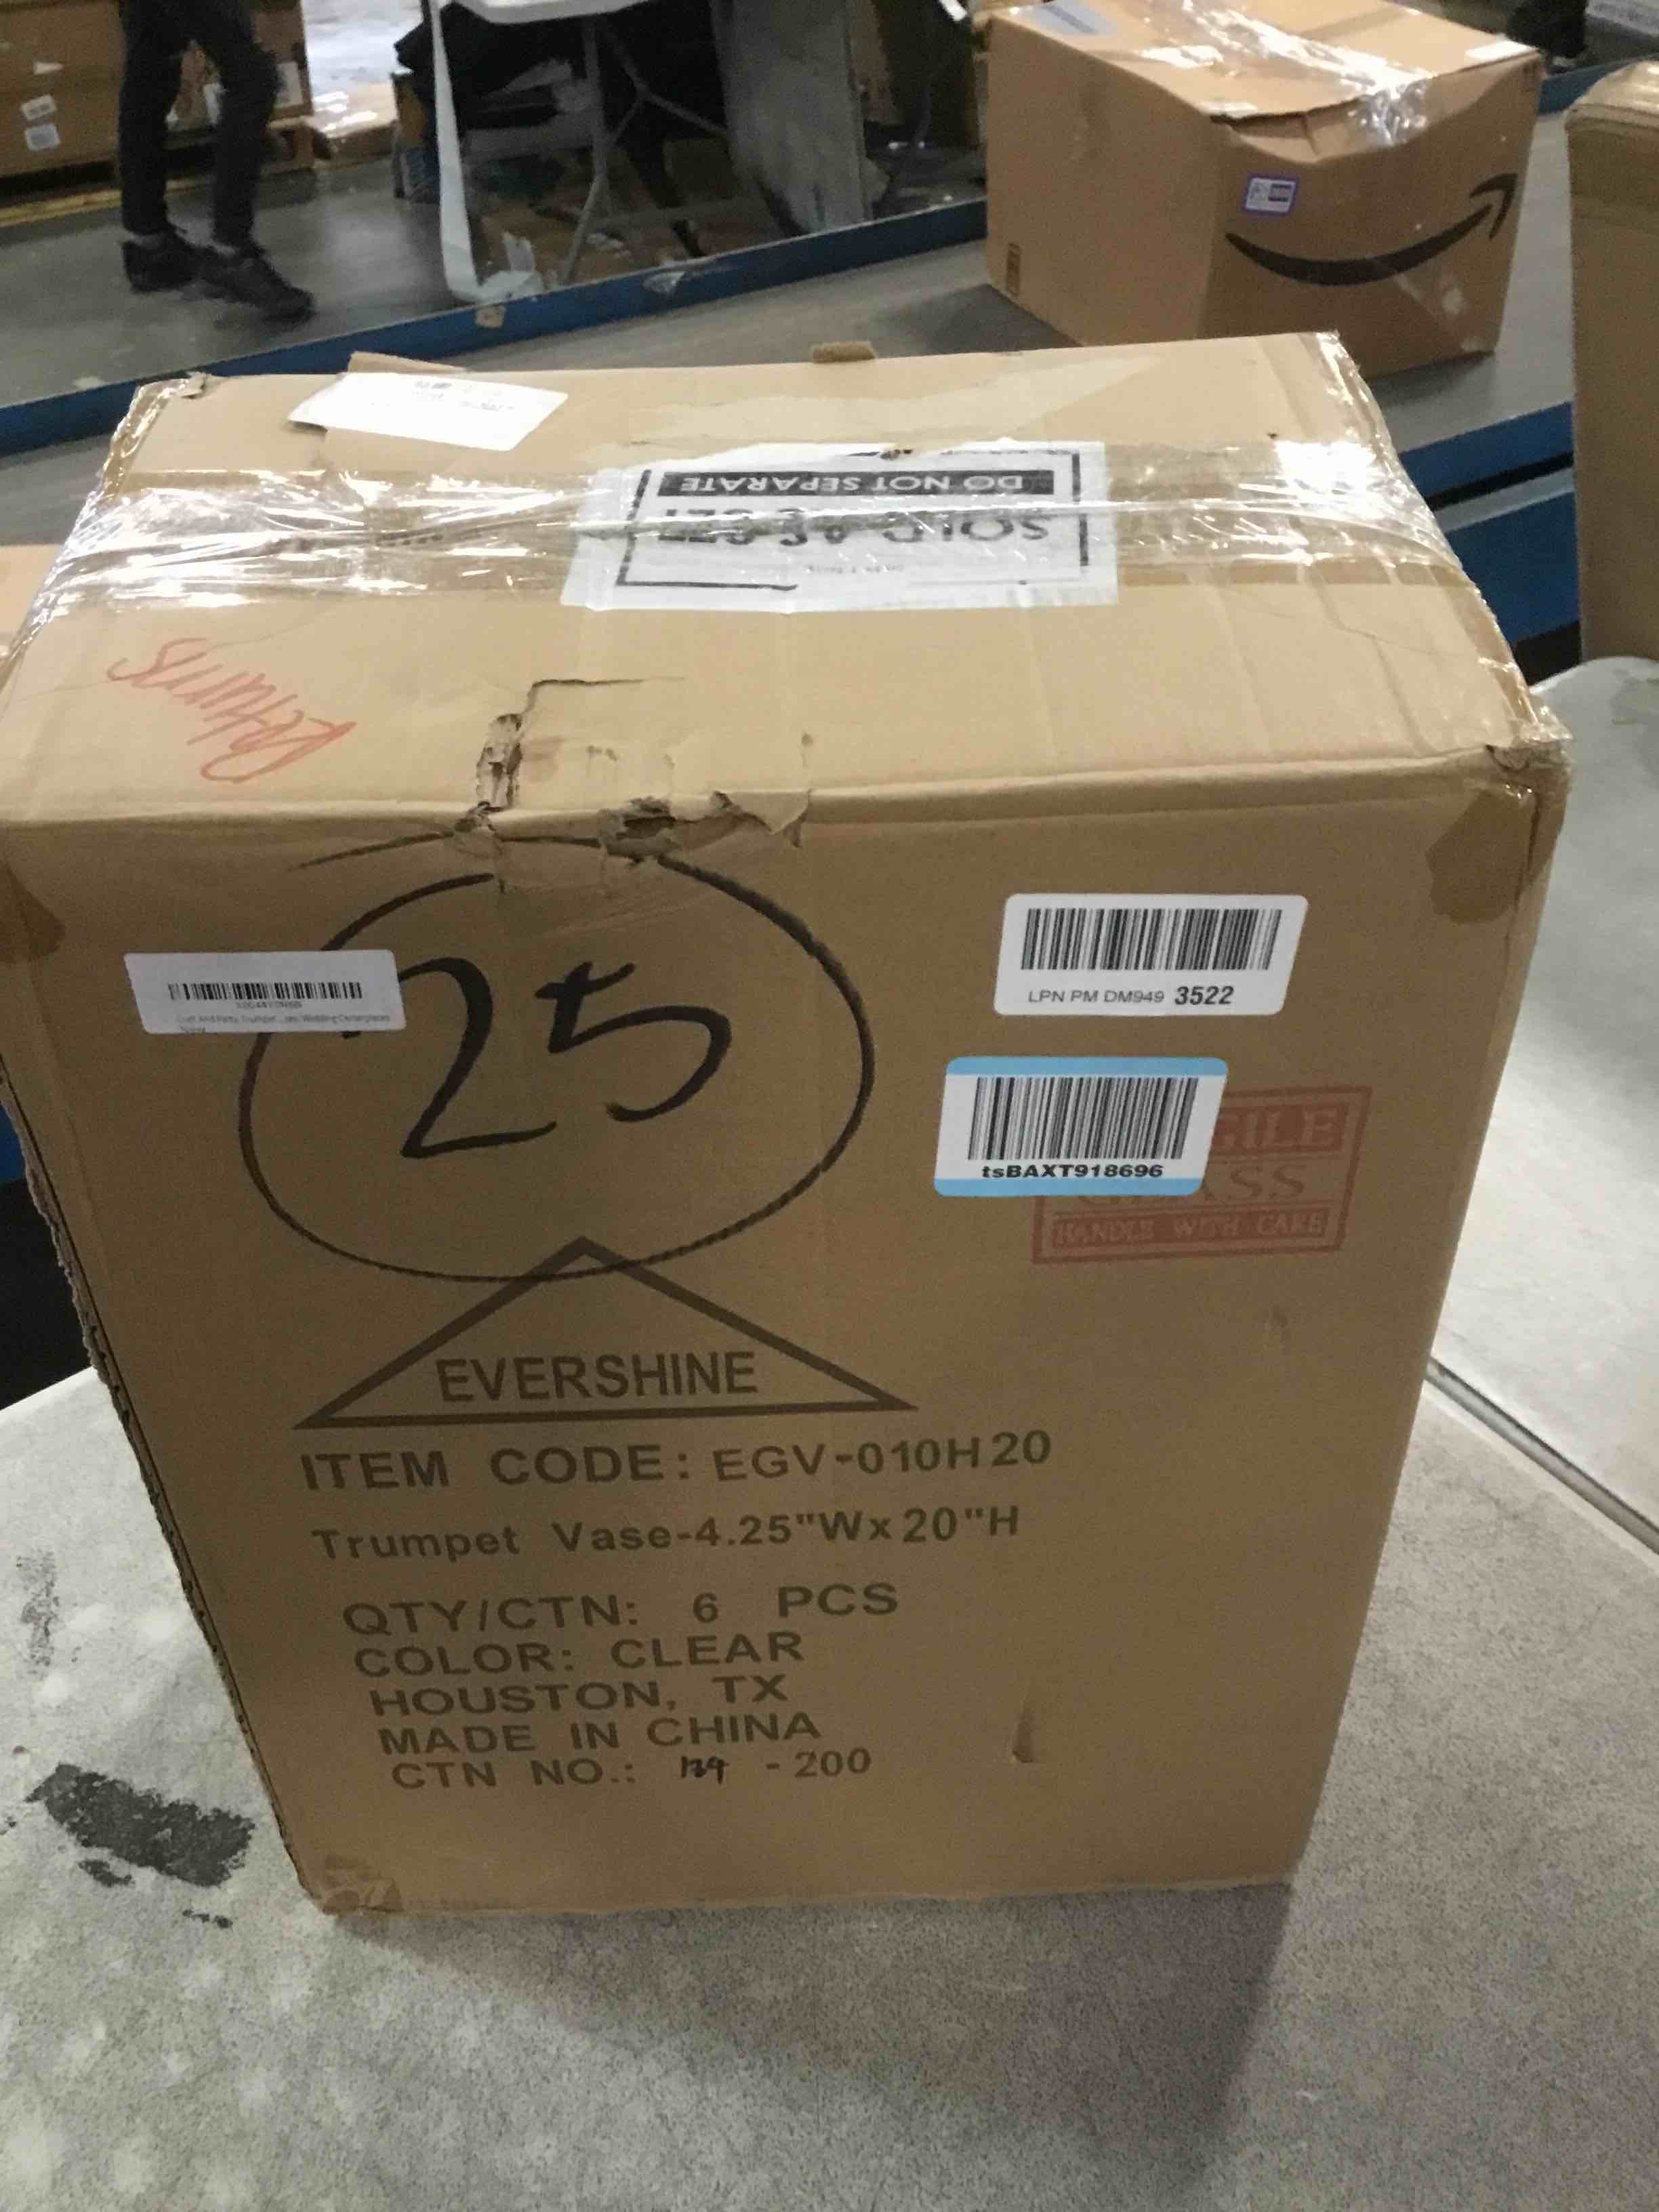 DO NOT SEPARATE
SOLD AS SET
Returns
25
LPN PM DM949 3522
tsBAXT918696
HANDLE WITH CARE
EVERSHINE
ITEM CODE: EGV-010H20
Trumpet Vase-4.25"Wx20"H
QTY/CTN: 6 PCS
COLOR: CLEAR
HOUSTON, TX
MADE IN CHINA
CTN NO.: -200